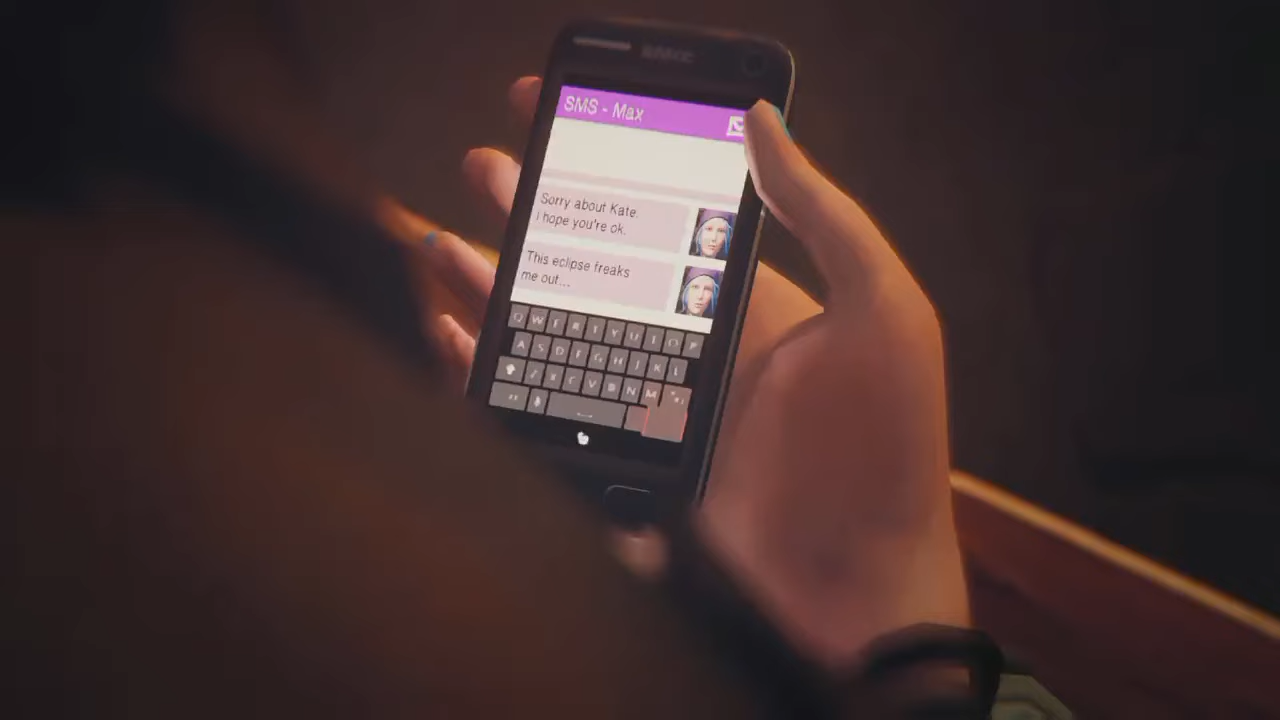 SMS - Max
Sorry about Kate.
I hope you're ok.
This eclipse freaks
me out...
Q W E R T Y U I O P
A S D F G H J K L
Z X C V B N M